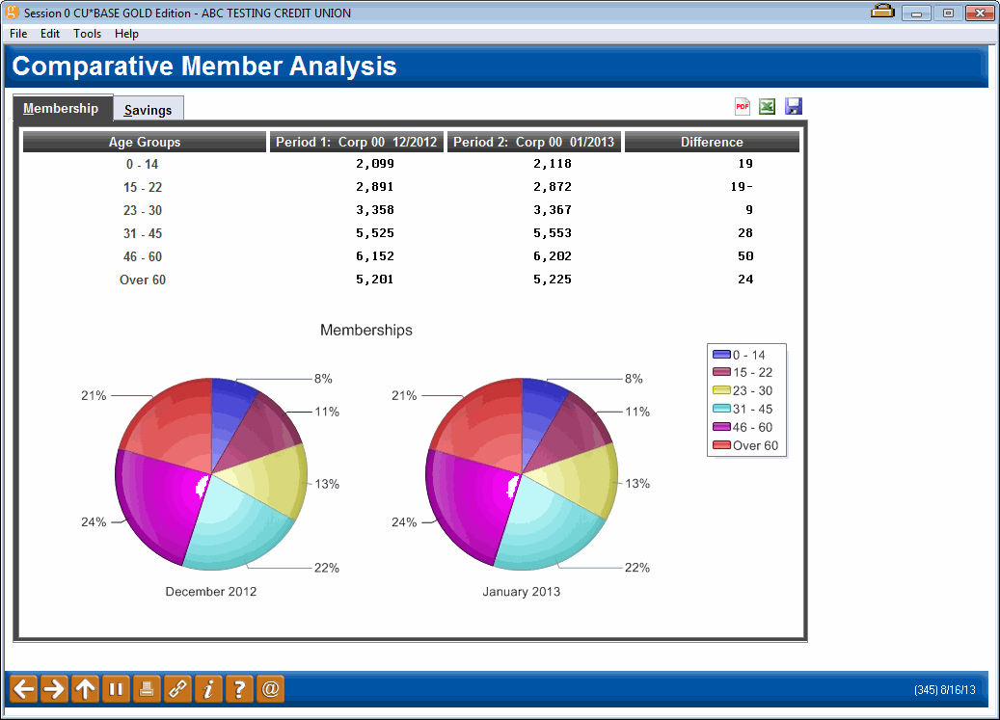 Session 0 CU*BASE GOLD Edition - ABC TESTING CREDIT UNION
File Edit Tools Help
Comparative Member Analysis
Membership Savings
PDF
Age Groups Period 1: Corp 00 12/2012 Period 2: Corp 00 01/2013 Difference
0 - 14 2,099 2,118 19
15 - 22 2,891 2,872 19-
23 - 30 3,358 3,367 9
31 - 45 5,525 5,553 28
46 - 60 6,152 6,202 50
Over 60 5,201 5,225 24
Memberships
8%
11%
13%
22%
24%
21%
December 2012
8%
11%
13%
22%
24%
21%
January 2013
0 - 14
15 - 22
23 - 30
31 - 45
46 - 60
Over 60
i ? @
(345) 8/16/13